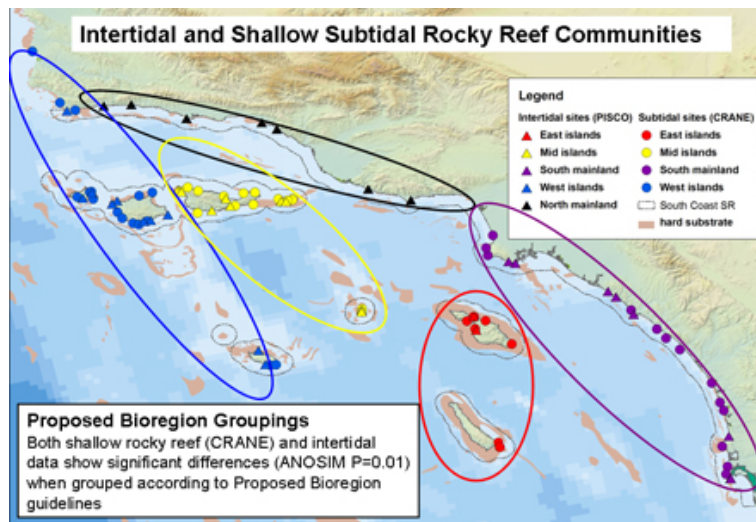 Intertidal and Shallow Subtidal Rocky Reef Communities
Legend
Intertidal sites (PISCO) Subtidal sites (CRANE)
East islands East islands
Mid islands Mid islands
South mainland South mainland
West islands West islands
North mainland South Coast SR
hard substrate
Proposed Bioregion Groupings
Both shallow rocky reef (CRANE) and intertidal
data show significant differences (ANOSIM P=0.01)
when grouped according to Proposed Bioregion
guidelines